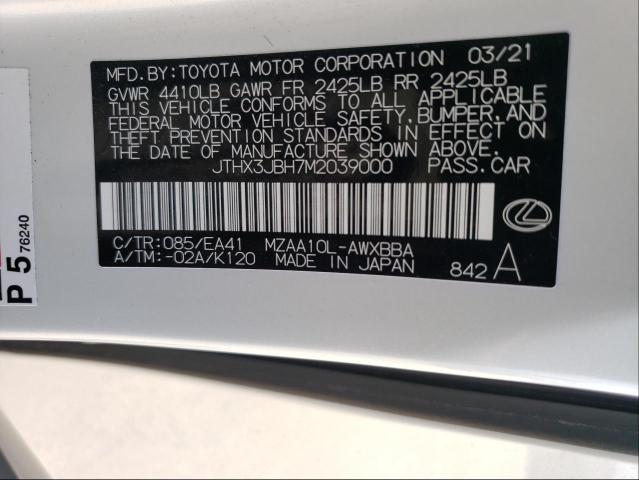 MFD.BY:TOYOTA MOTOR CORPORATION 03/21
GVWR 4410LB GAWR FR 2425LB RR 2425LB
THIS VEHICLE CONFORMS TO ALL APPLICABLE
FEDERAL MOTOR VEHICLE SAFETY,BUMPER,AND
THEFT PREVENTION STANDARDS IN EFFECT ON
THE DATE OF MANUFACTURE SHOWN ABOVE.
JTHX3JBH7M2039000 PASS.CAR
C/TR:085/EA41 MZAA10L-AWXBBA
A/TM:-02A/K120 MADE IN JAPAN 842 A
P 5 76240